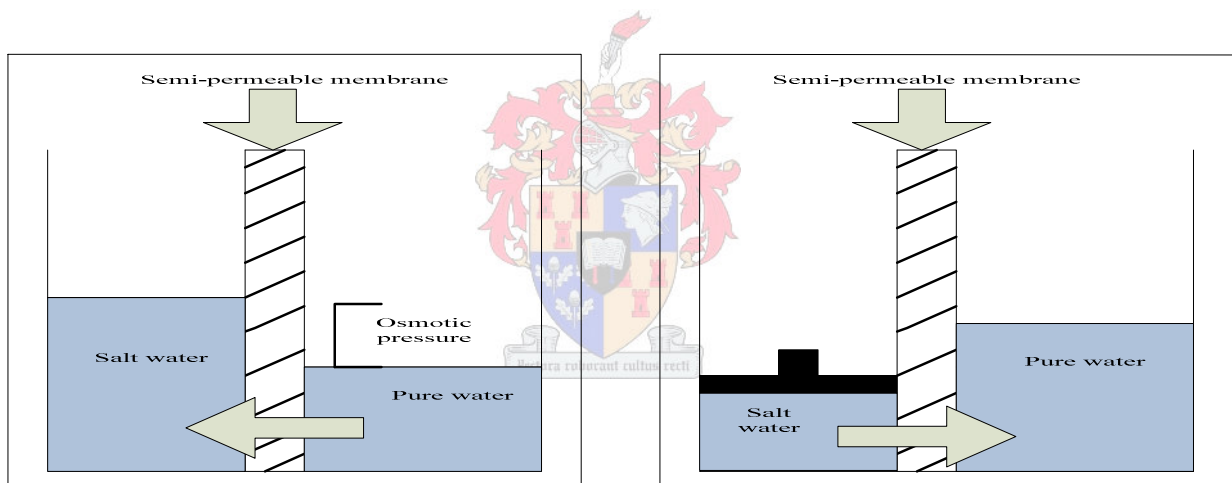 Semi-permeable membrane
Salt water
Osmotic
pressure
Pure water
Semi-permeable membrane
Salt
water
Pure water
Pectora roborant cultus recti